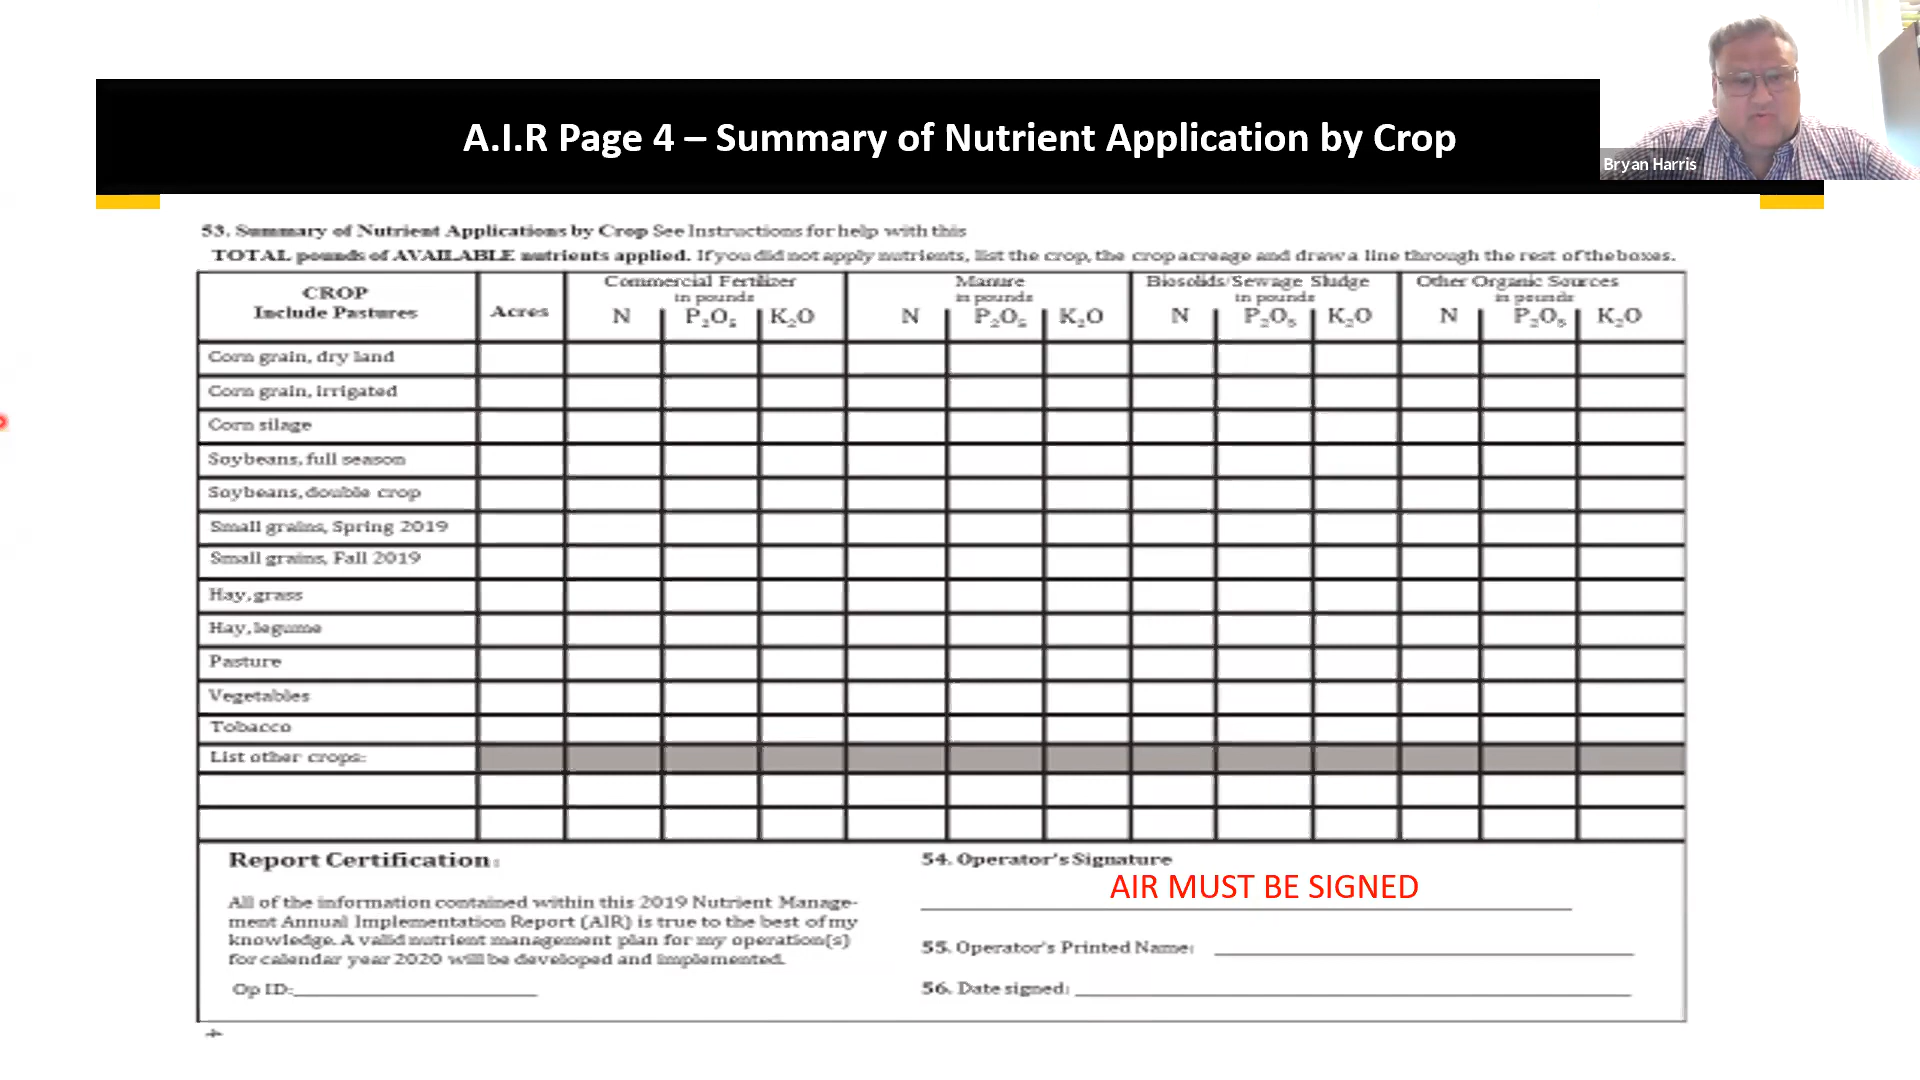 A.I.R Page 4 – Summary of Nutrient Application by Crop
Bryan Harris
53. Summary of Nutrient Applications by Crop See Instructions for help with this
TOTAL pounds of AVAILABLE nutrients applied. If you did not apply nutrients, list the crop, the crop acreage and draw a line through the rest of the boxes.
CROP
Include Pastures
Acres
Commercial Fertilizer
in pounds
N P₂O₅ K₂O
Manure
in pounds
N P₂O₅ K₂O
Biosolids/Sewage Sludge
in pounds
N P₂O₅ K₂O
Other Organic Sources
in pounds
N P₂O₅ K₂O
Corn grain, dry land
Corn grain, irrigated
Corn silage
Soybeans, full season
Soybeans, double crop
Small grains, Spring 2019
Small grains, Fall 2019
Hay, grass
Hay, legume
Pasture
Vegetables
Tobacco
List other crops:
Report Certification:
All of the information contained within this 2019 Nutrient Manage-
ment Annual Implementation Report (AIR) is true to the best of my
knowledge. A valid nutrient management plan for my operation(s)
for calendar year 2020 will be developed and implemented.
Op ID:
54. Operator's Signature
AIR MUST BE SIGNED
55. Operator's Printed Name:
56. Date signed: